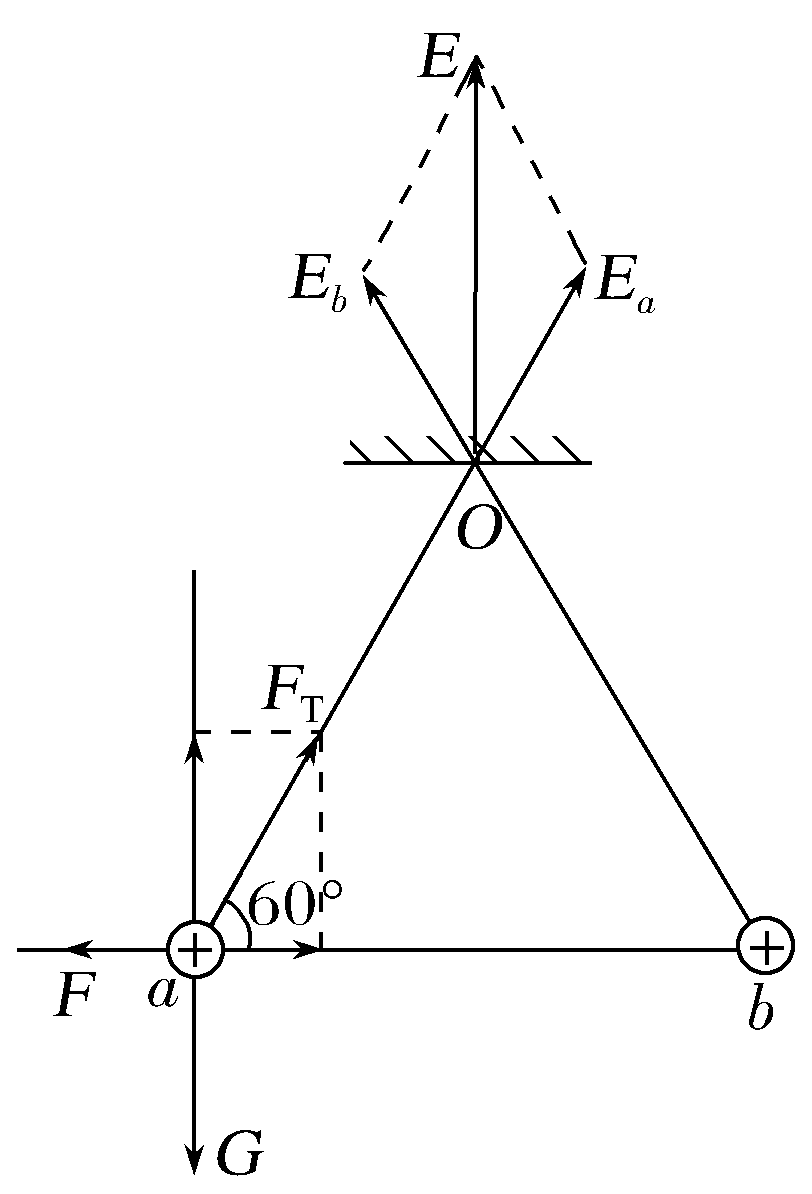 E
E_b E_a
O
F_T
60°
+ +
F a b
G